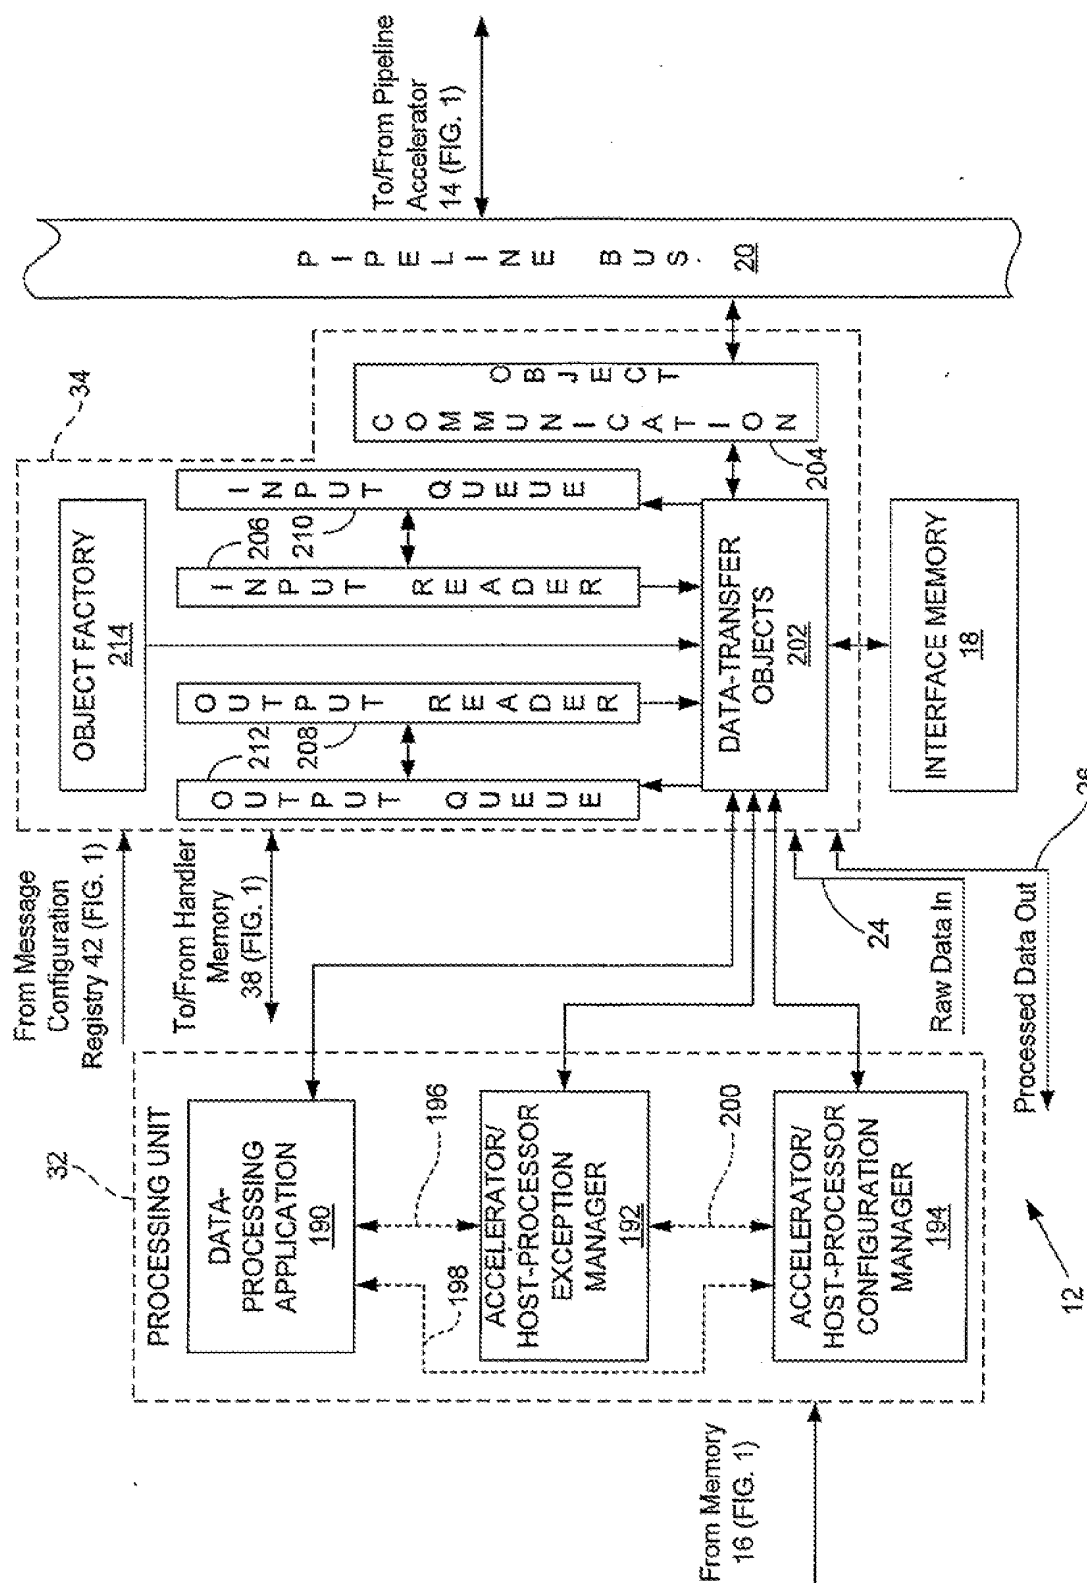 PROCESSING UNIT
32
DATA-
PROCESSING
APPLICATION
190
196
198
ACCELERATOR/
HOST-PROCESSOR
EXCEPTION
MANAGER
192
200
ACCELERATOR/
HOST-PROCESSOR
CONFIGURATION
MANAGER
194
From Memory
16 (FIG. 1)
12
From Message
Configuration
Registry 42 (FIG. 1)
To/From Handler
Memory
38 (FIG. 1)
Raw Data In
24
Processed Data Out
34
OBJECT FACTORY
214
OUTPUT QUEUE
212
OUTPUT READER
208
INPUT READER
206
INPUT QUEUE
210
DATA-TRANSFER
OBJECTS
202
INTERFACE MEMORY
18
COMMUNICATION
OBJECT
204
PIPELINE BUS
20
To/From Pipeline
Accelerator
14 (FIG. 1)